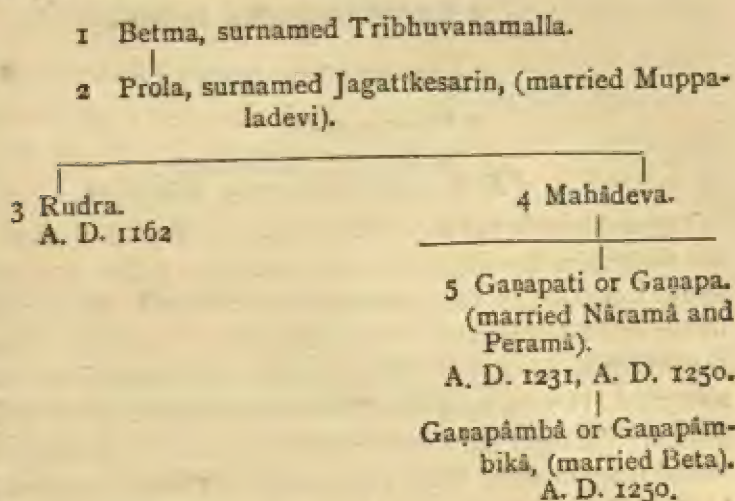 1 Betma, surnamed Tribhuvanamalla.
2 Prola, surnamed Jagatîkesarin, (married Muppa-
ladevi).
3 Rudra.
A. D. 1162
4 Mahâdeva.
5 Gaṇapati or Gaṇapa.
(married Nâramâ and
Peramâ).
A. D. 1231, A. D. 1250.
Gaṇapâmbâ or Gaṇapâm-
bikâ, (married Beta).
A. D. 1250.